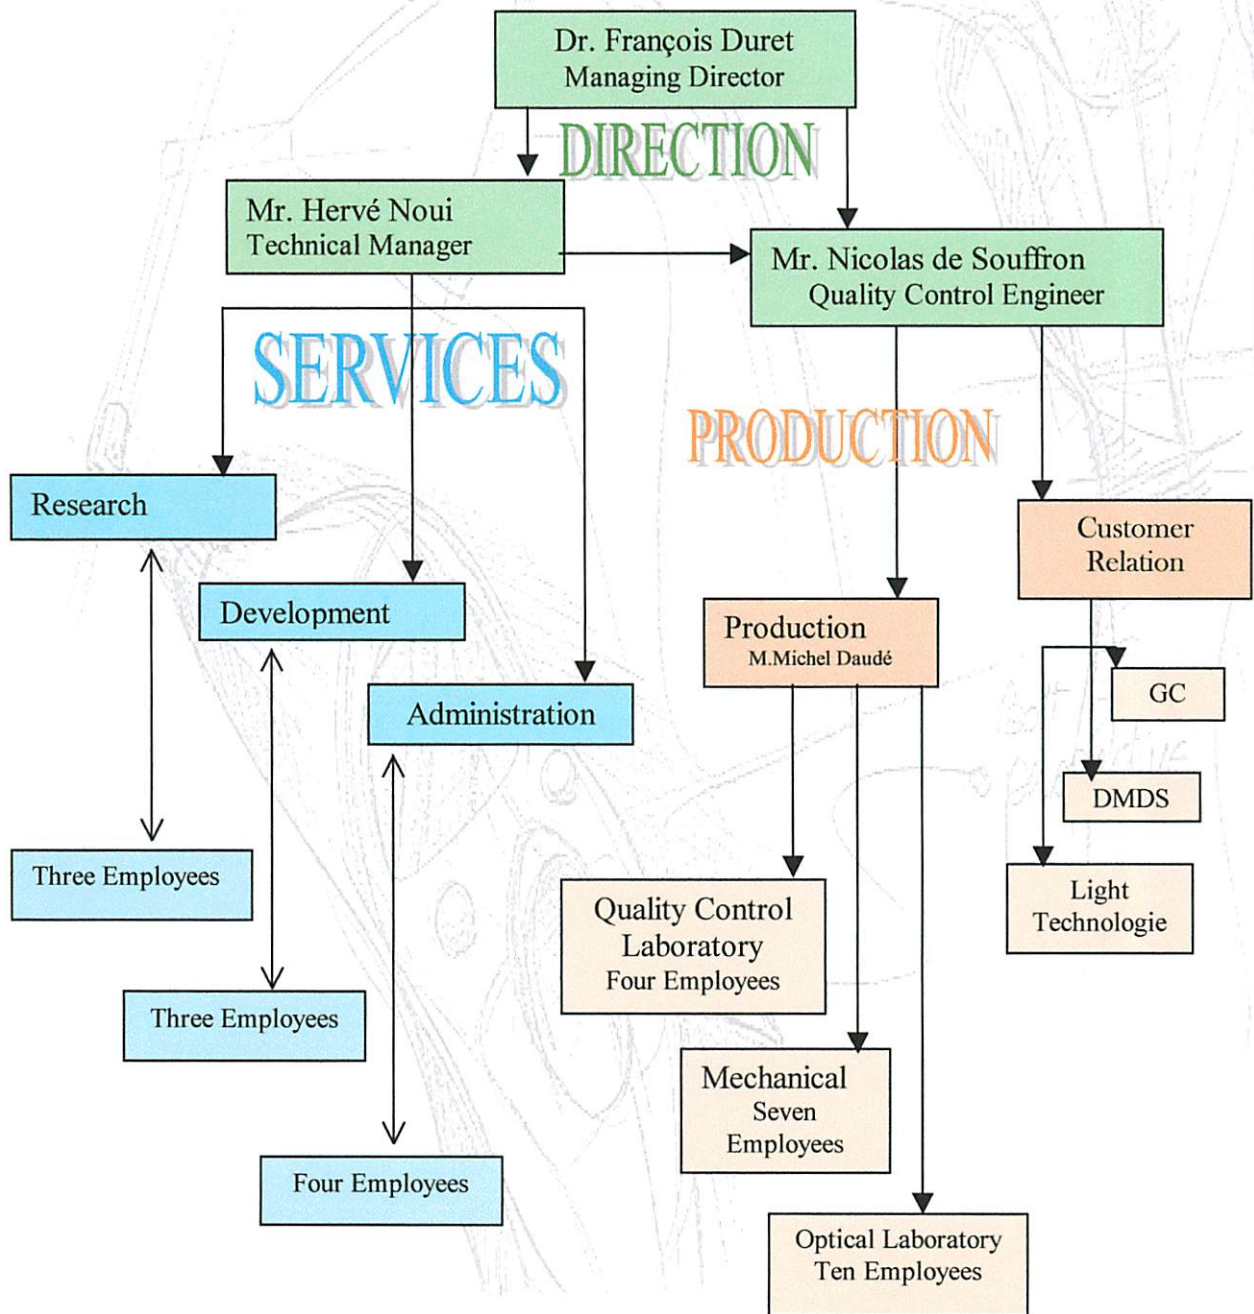 Dr. François Duret
Managing Director
DIRECTION
Mr. Hervé Noui
Technical Manager
Mr. Nicolas de Souffron
Quality Control Engineer
SERVICES
PRODUCTION
Research
Customer
Relation
Development
Production
M.Michel Daudé
Administration
GC
DMDS
Three Employees
Light
Technologie
Quality Control
Laboratory
Four Employees
Three Employees
Mechanical
Seven
Employees
Four Employees
Optical Laboratory
Ten Employees